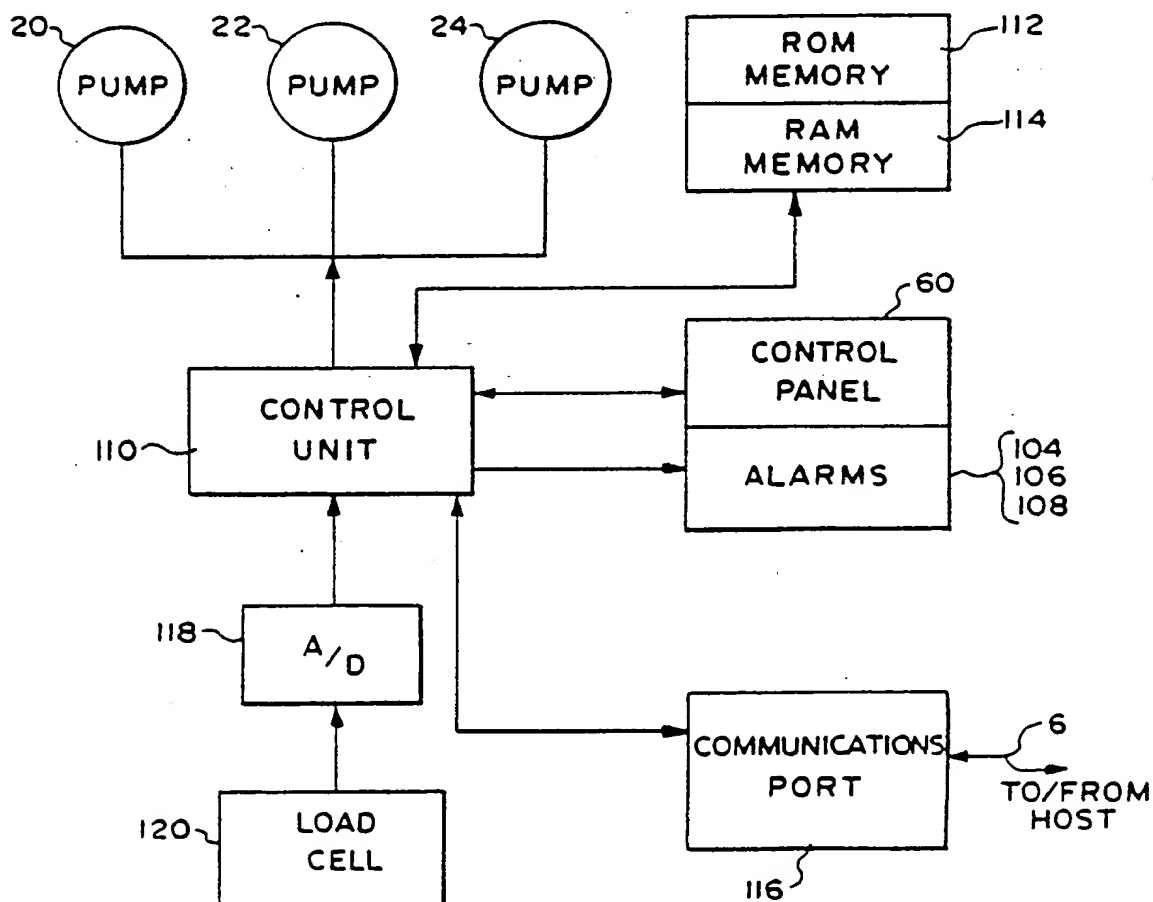 20
22
24
PUMP
PUMP
PUMP
ROM
MEMORY
112
RAM
MEMORY
114
60
CONTROL
PANEL
CONTROL
UNIT
110
ALARMS
104
106
108
118
A/D
COMMUNICATIONS
PORT
6
TO/FROM
HOST
120
LOAD
CELL
116